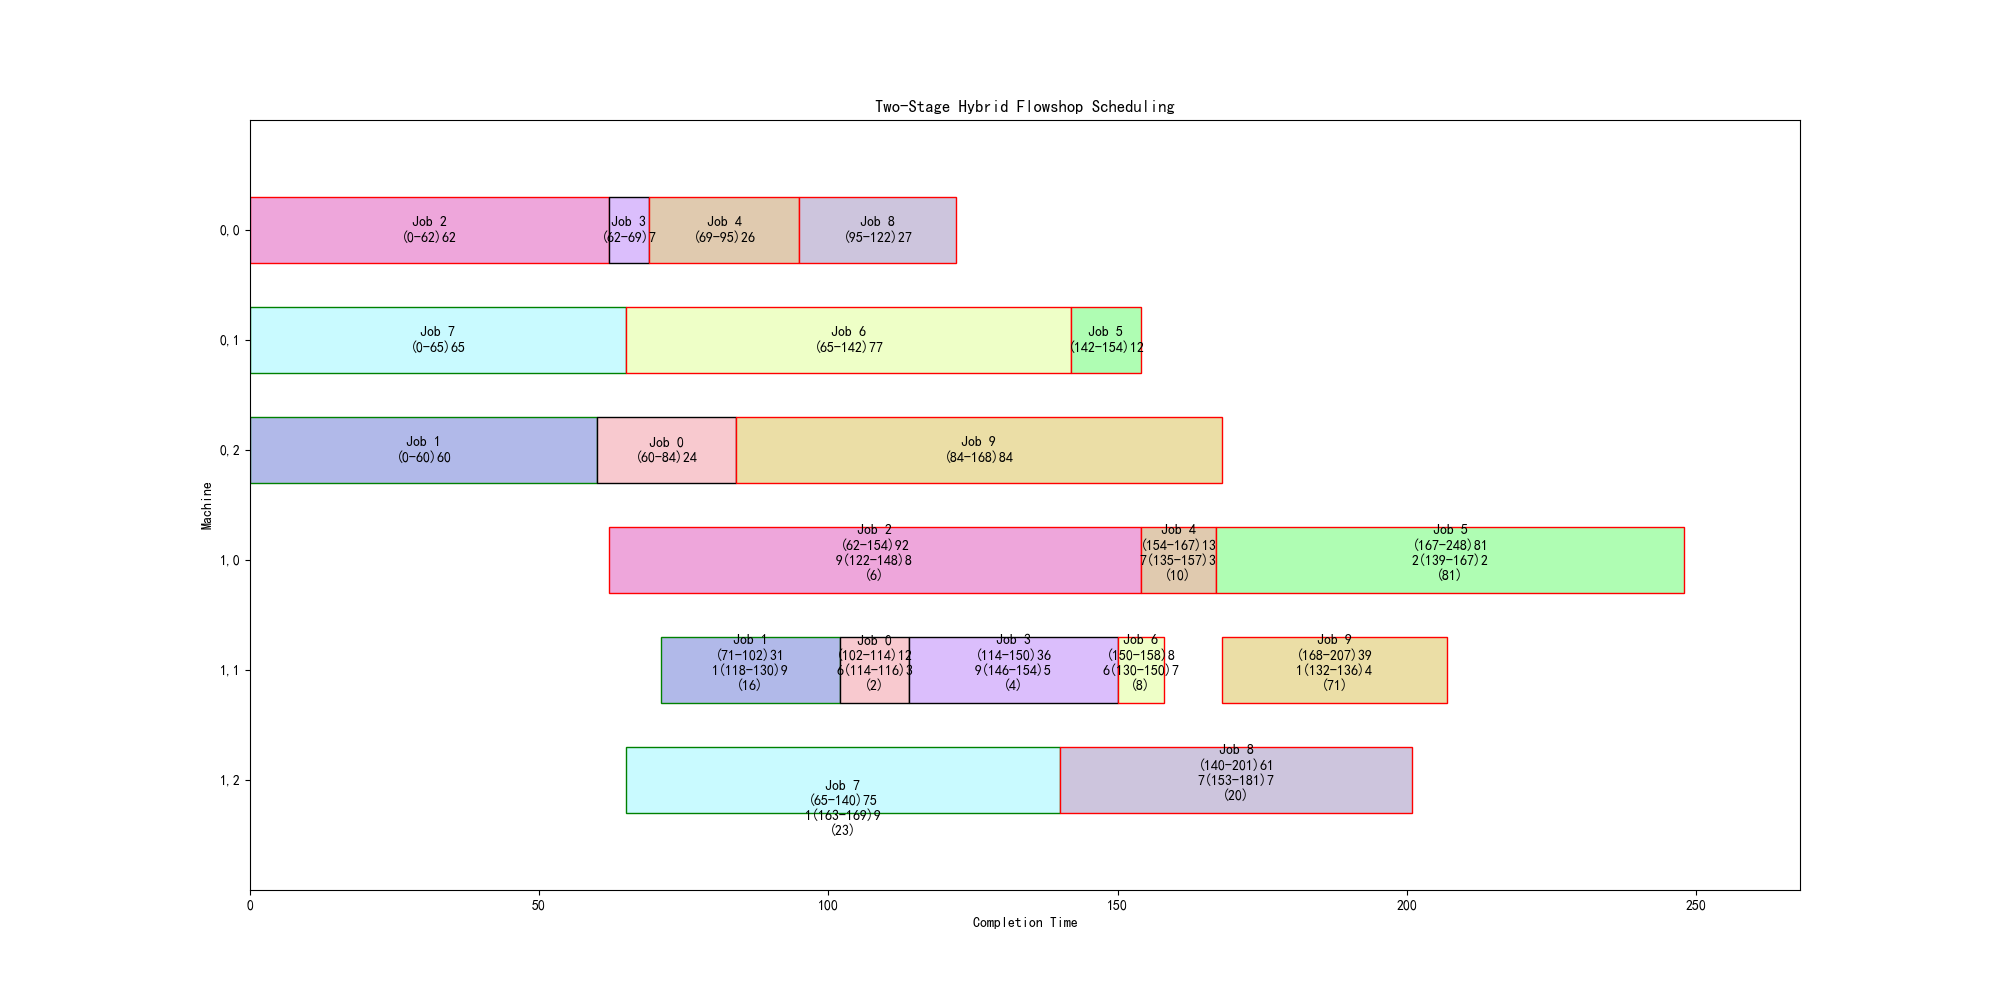 Two-Stage Hybrid Flowshop Scheduling
Machine
0,0
Job 2
(0-62)62
Job 3
(62-69)7
Job 4
(69-95)26
Job 8
(95-122)27
0,1
Job 7
(0-65)65
Job 6
(65-142)77
Job 5
(142-154)12
0,2
Job 1
(0-60)60
Job 0
(60-84)24
Job 9
(84-168)84
1,0
Job 2
(62-154)92
9(122-148)8
(6)
Job 4
(154-167)13
7(135-157)3
(10)
Job 5
(167-248)81
2(139-167)2
(81)
1,1
Job 1
(71-102)31
1(118-130)9
(16)
Job 0
(102-114)12
6(114-116)3
(2)
Job 3
(114-150)36
9(146-154)5
(4)
Job 6
(150-158)8
6(130-150)7
(8)
Job 9
(168-207)39
1(132-136)4
(71)
1,2
Job 7
(65-140)75
1(163-169)9
(23)
Job 8
(140-201)61
7(153-181)7
(20)
0
50
100
150
200
250
Completion Time